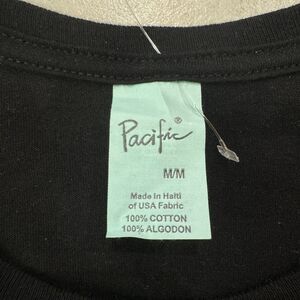 Pacific®
M/M
Made in Haiti
of USA Fabric
100% COTTON
100% ALGODON